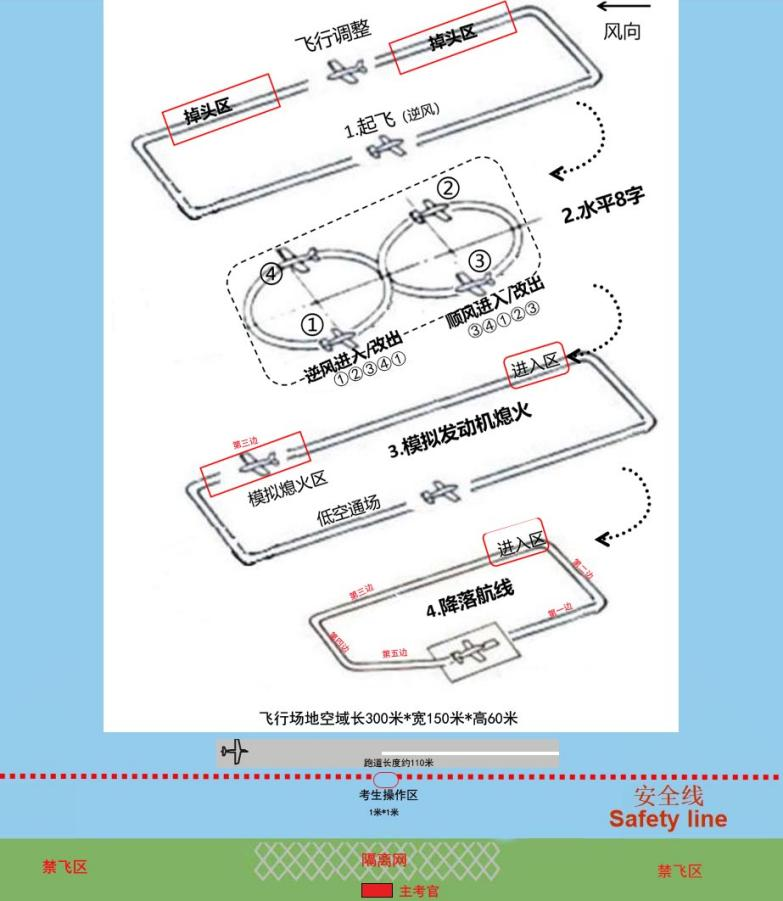 风向
飞行调整
掉头区
掉头区
1.起飞 (逆风)
2.水平8字
②
④
③
①
顺风进入/改出
③④①②③
逆风进入/改出
①②③④①
进入区
3.模拟发动机熄火
第三边
模拟熄火区
低空通场
进入区
第二边
第三边
4.降落航线
第一边
第四边
第五边
飞行场地空域长300米*宽150米*高60米
跑道长度约110米
考生操作区
1米*1米
安全线
Safety line
禁飞区
隔离网
禁飞区
主考官